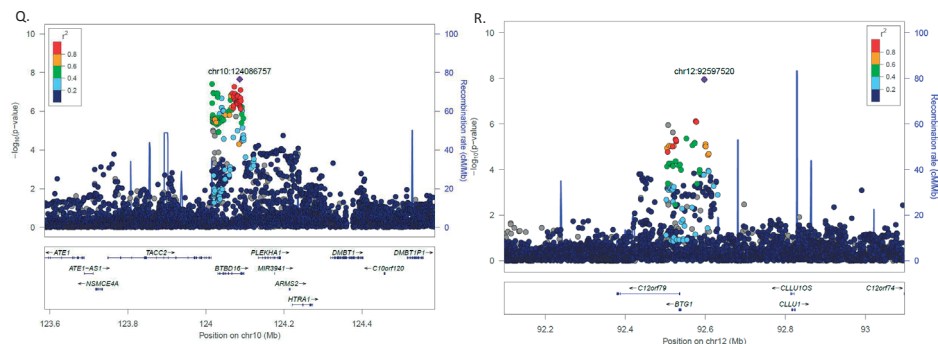 Q.
r²
0.8
0.6
0.4
0.2
chr10:124086757
10
8
6
4
2
0
−log₁₀(p−value)
100
80
60
40
20
0
Recombination rate (cM/Mb)
←ATE1
TACC2→
PLEKHA1→
DMBT1→
DMBT1P1→
ATE1−AS1→
BTBD16→
MIR3941→
←C10orf120
←NSMCE4A
ARMS2→
HTRA1→
123.6
123.8
124
124.2
124.4
Position on chr10 (Mb)
R.
r²
0.8
0.6
0.4
0.2
chr12:92597520
10
8
6
4
2
0
−log₁₀(p−value)
100
80
60
40
20
0
Recombination rate (cM/Mb)
←C12orf79
←CLLU1OS
C12orf74→
←BTG1
CLLU1→
92.2
92.4
92.6
92.8
93
Position on chr12 (Mb)